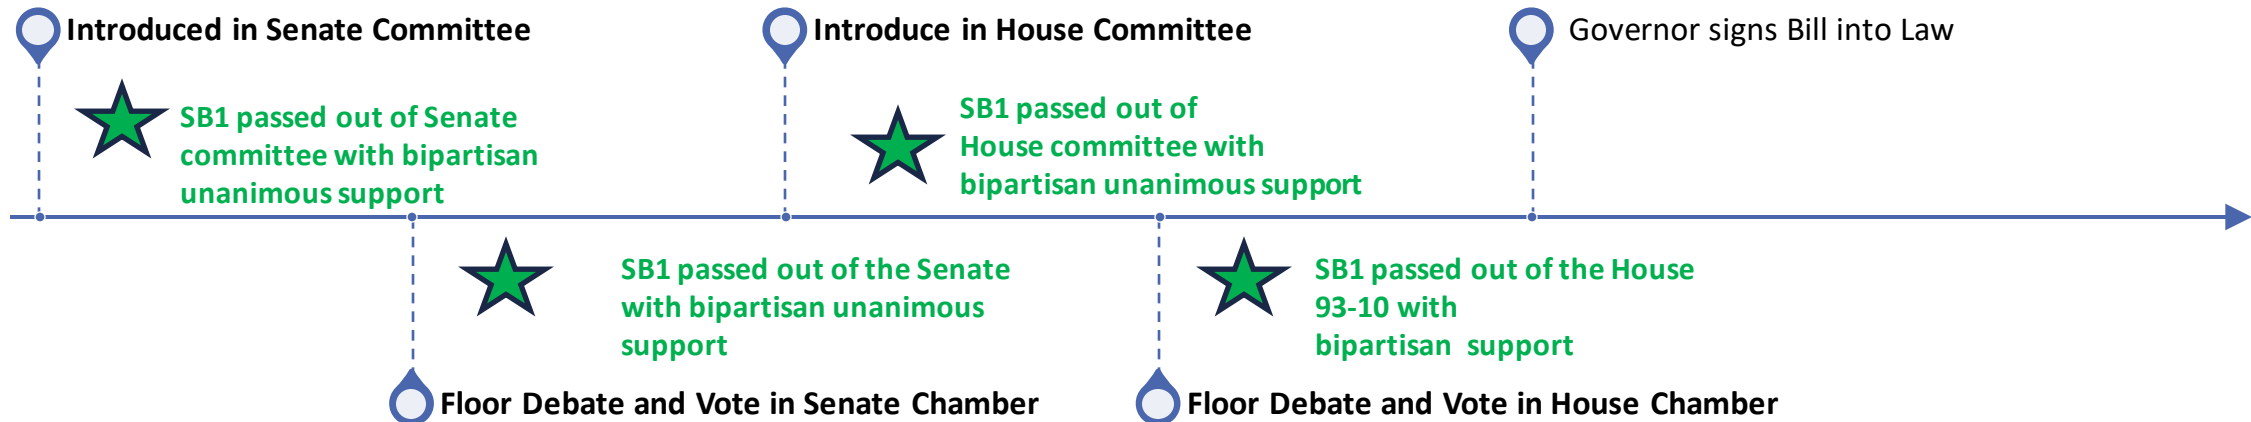 Introduced in Senate Committee
SB1 passed out of Senate
committee with bipartisan
unanimous support
Floor Debate and Vote in Senate Chamber
SB1 passed out of the Senate
with bipartisan unanimous
support
Introduce in House Committee
SB1 passed out of
House committee with
bipartisan unanimous support
Floor Debate and Vote in House Chamber
SB1 passed out of the House
93-10 with
bipartisan support
Governor signs Bill into Law